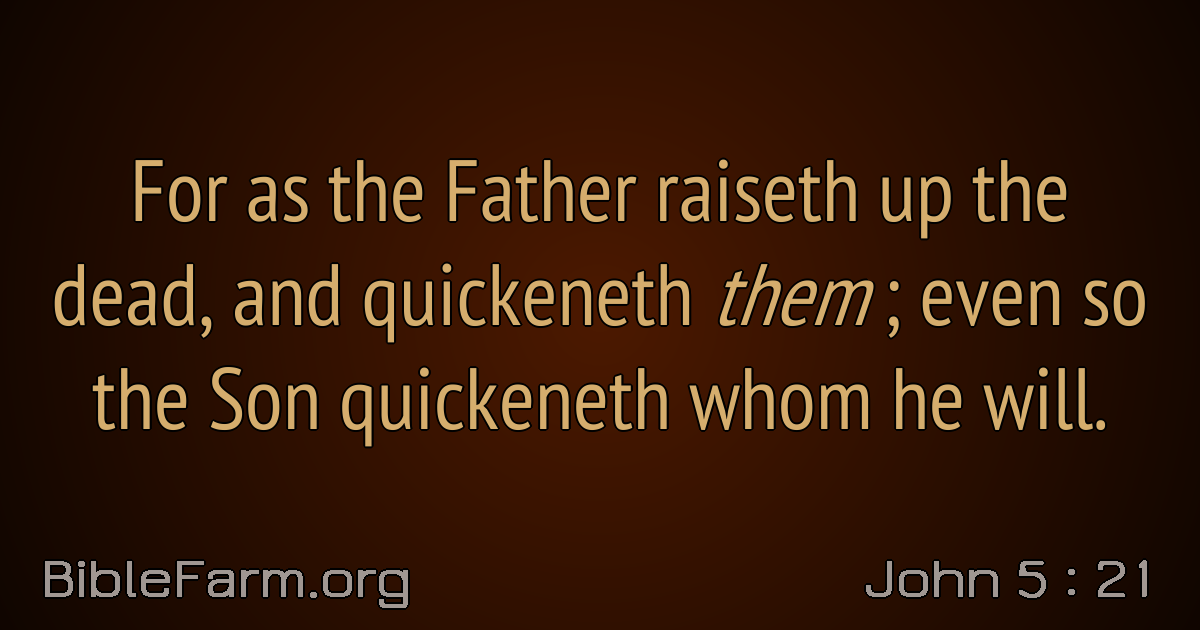 For as the Father raiseth up the
dead, and quickeneth them; even so
the Son quickeneth whom he will.
BibleFarm.org
John 5 : 21